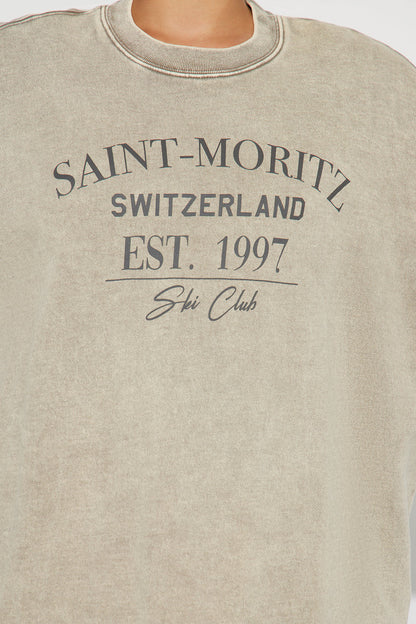 SAINT-MORITZ
SWITZERLAND
EST. 1997
Ski Club